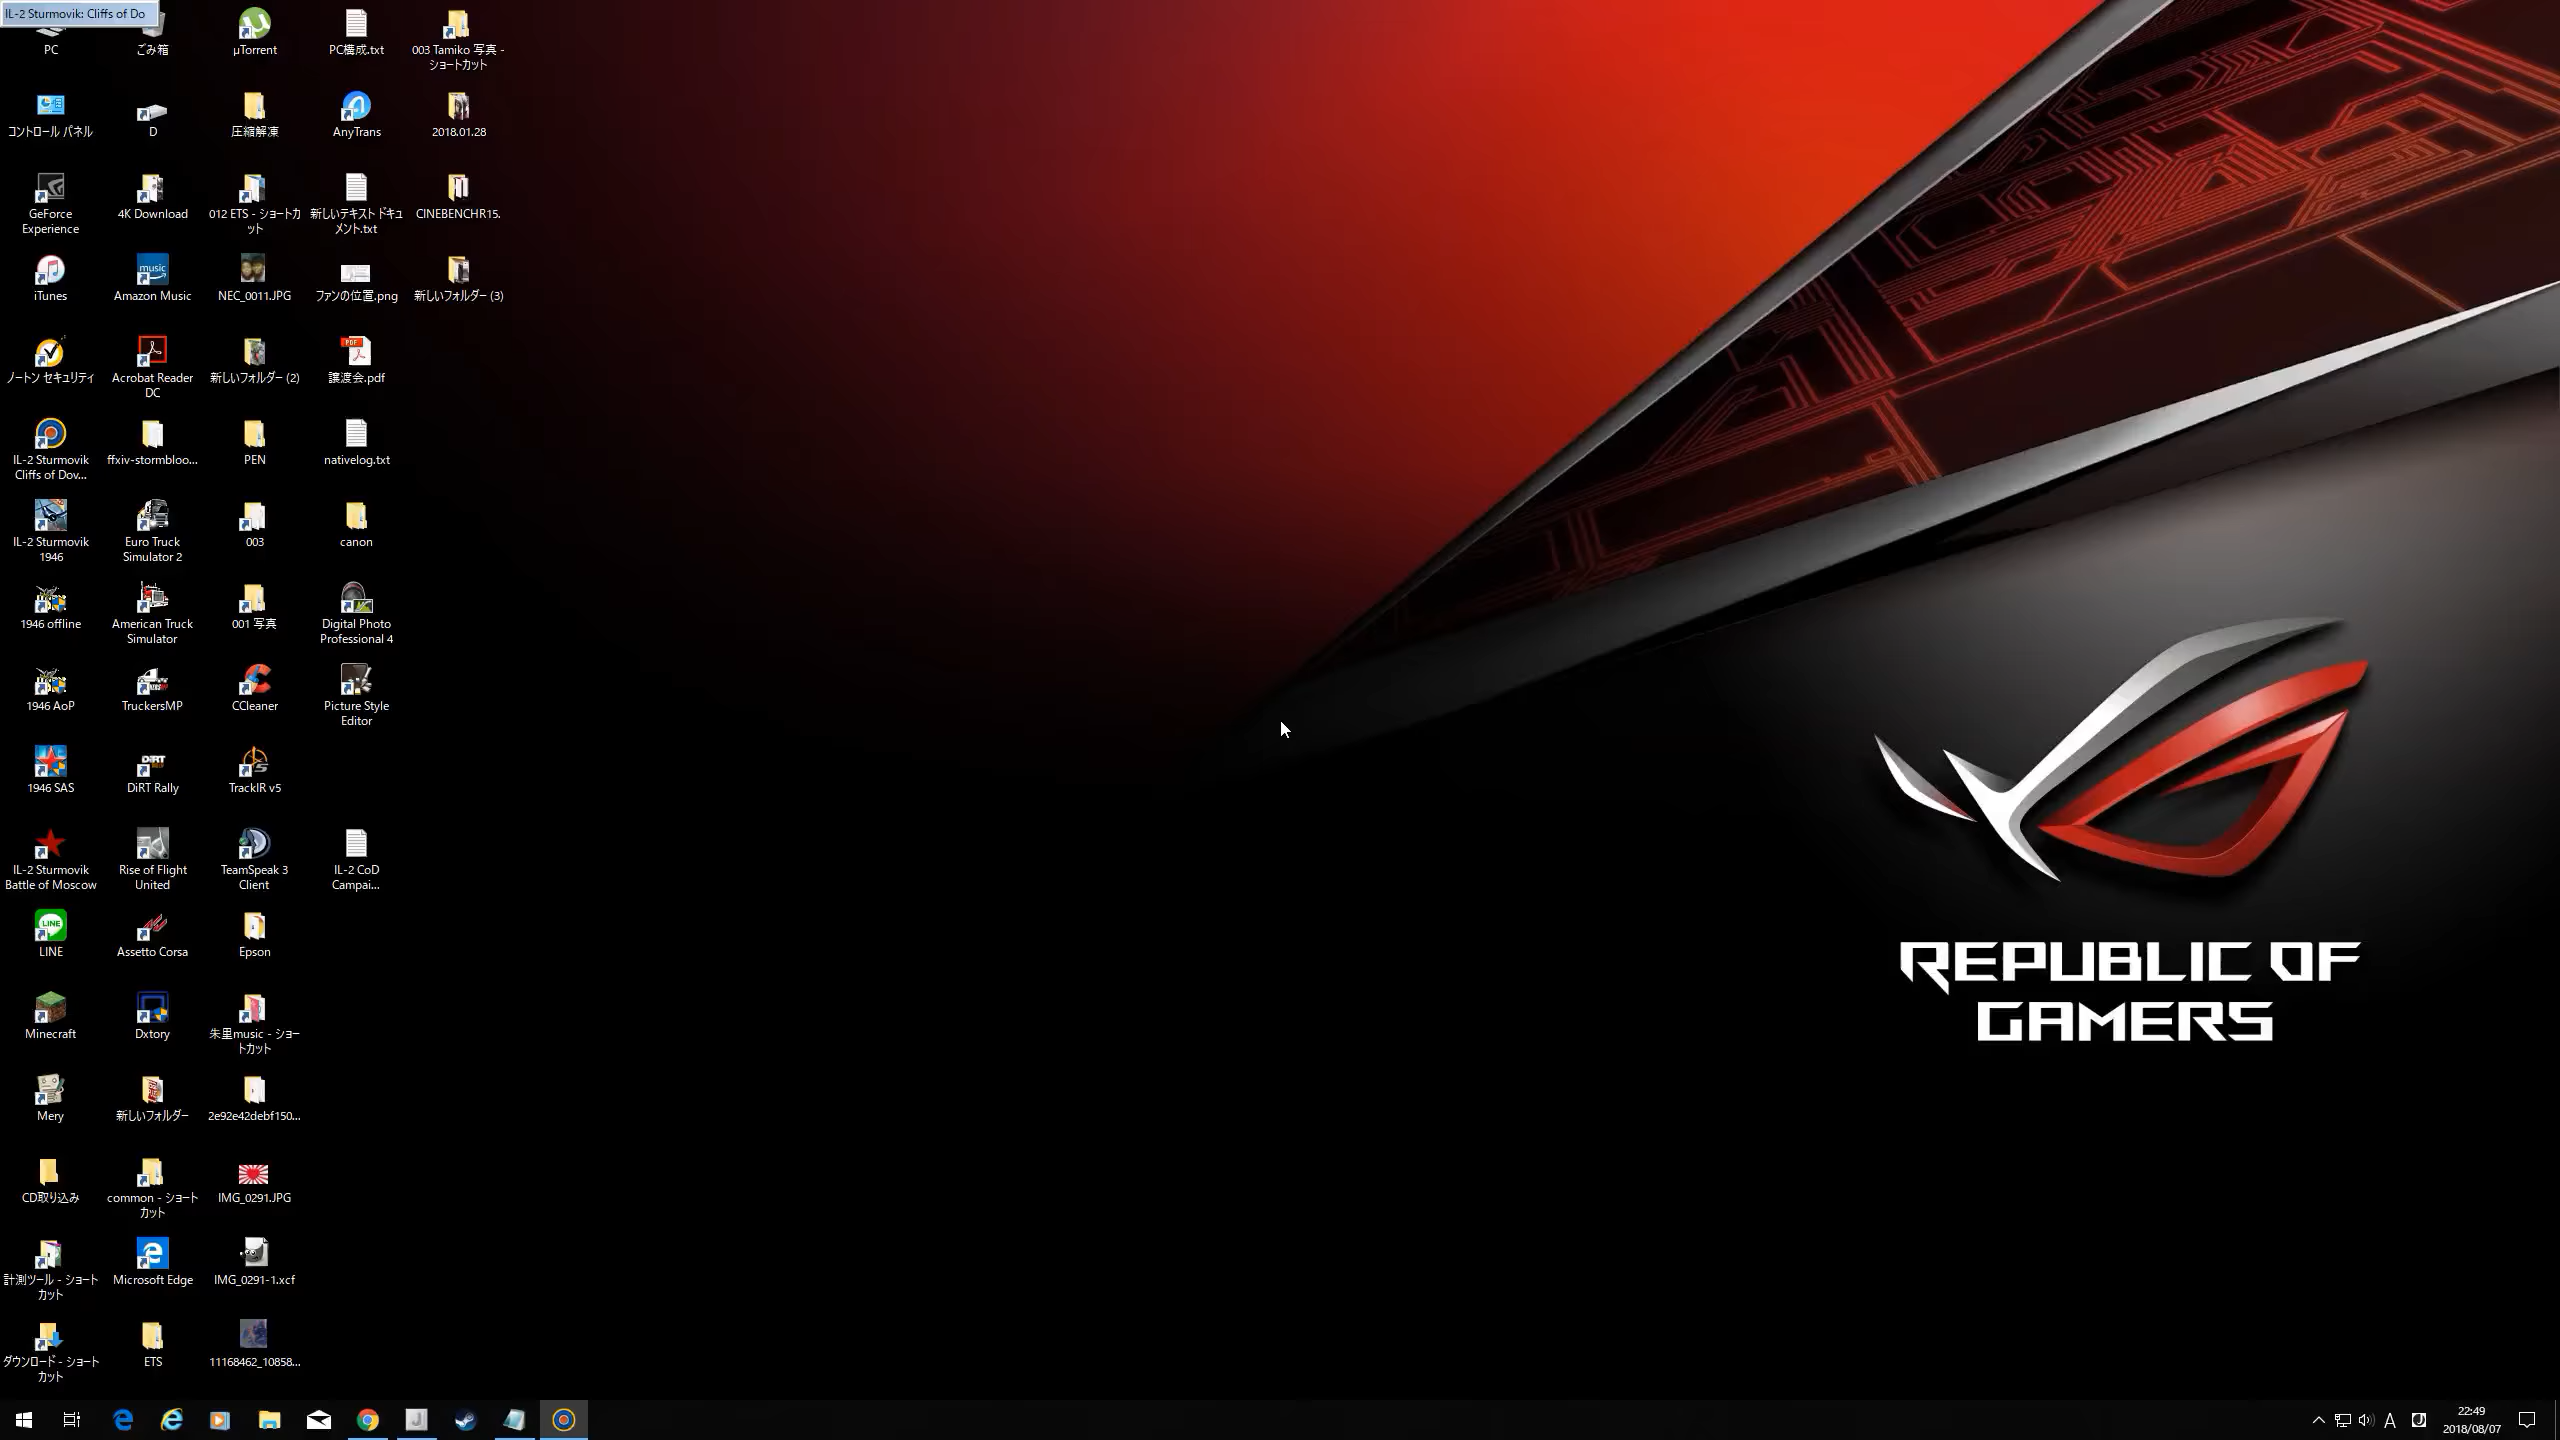 IL-2 Sturmovik: Cliffs of Do
PC
ごみ箱
µTorrent
PC構成.txt
003 Tamiko 写真 -
ショートカット
コントロール パネル
D
圧縮解凍
AnyTrans
2018.01.28
GeForce
Experience
4K Download
012 ETS - ショートカ
ット
新しいテキスト ドキュ
メント.txt
CINEBENCHR15.
iTunes
Amazon Music
NEC_0011.JPG
ファンの位置.png
新しいフォルダー (3)
ノートン セキュリティ
Acrobat Reader
DC
新しいフォルダー (2)
譲渡会.pdf
IL-2 Sturmovik
Cliffs of Dov...
ffxiv-stormbloo...
PEN
nativelog.txt
IL-2 Sturmovik
1946
Euro Truck
Simulator 2
003
canon
1946 offline
American Truck
Simulator
001 写真
Digital Photo
Professional 4
1946 AoP
TruckersMP
CCleaner
Picture Style
Editor
1946 SAS
DiRT Rally
TrackIR v5
IL-2 Sturmovik
Battle of Moscow
Rise of Flight
United
TeamSpeak 3
Client
IL-2 CoD
Campai...
LINE
Assetto Corsa
Epson
Minecraft
Dxtory
朱里music - ショー
トカット
Mery
新しいフォルダー
2e92e42debf150...
CD取り込み
common - ショート
カット
IMG_0291.JPG
計測ツール - ショート
カット
Microsoft Edge
IMG_0291-1.xcf
ダウンロード - ショート
カット
ETS
11168462_10858...
REPUBLIC OF
GAMERS
A
22:49
2018/08/07